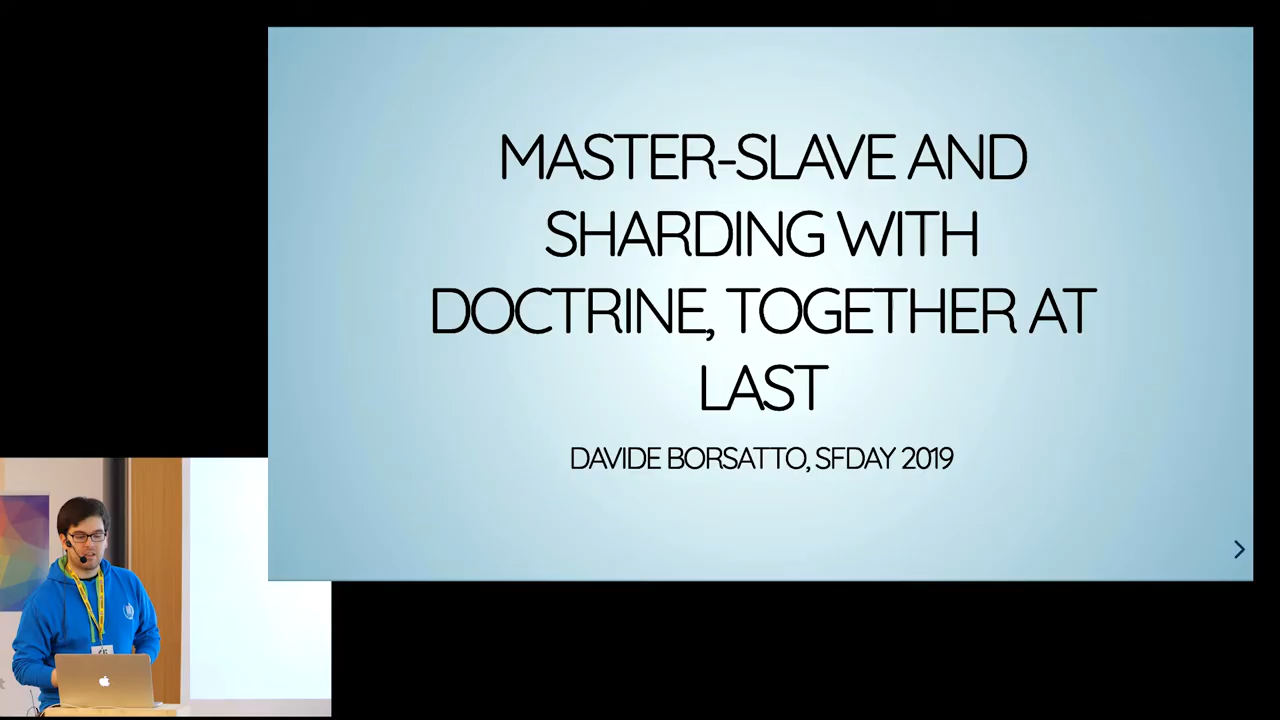 MASTER-SLAVE AND
SHARDING WITH
DOCTRINE, TOGETHER AT
LAST
DAVIDE BORSATTO, SFDAY 2019